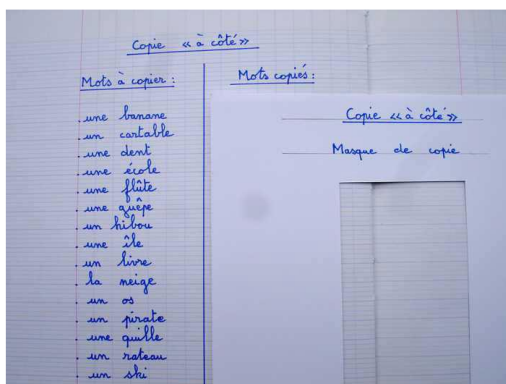 Copie « à côté »
Mots à copier :
. une banane
. un cartable
. une dent
. une école
. une flûte
. une guêpe
. un hibou
. une île
. un livre
. la neige
. un os
. un pirate
. une quille
. un rateau
. un ski
Mots copiés :
Copie « à côté »
Masque de copie